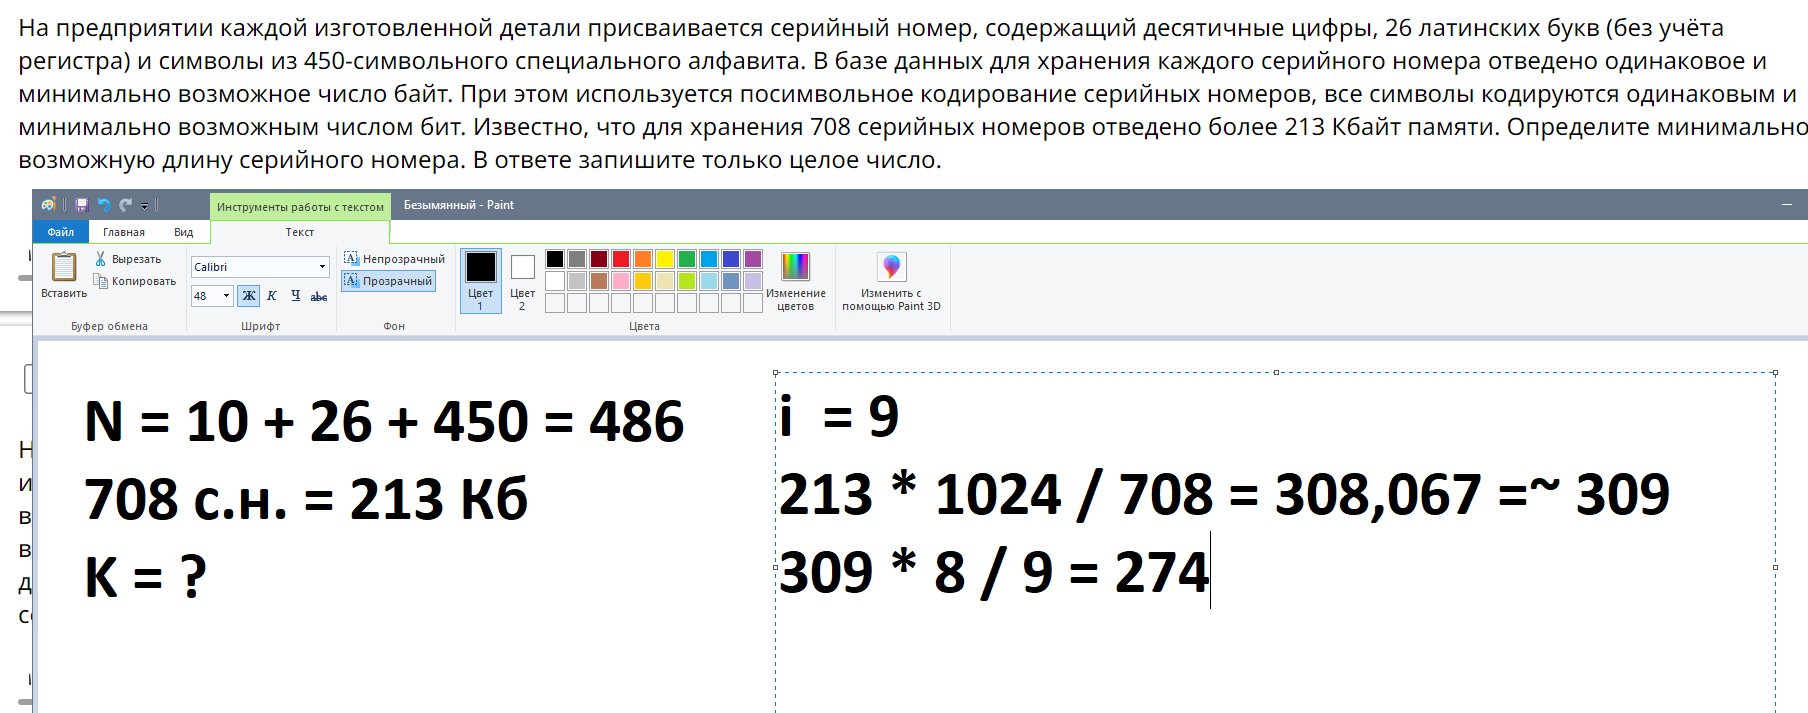 На предприятии каждой изготовленной детали присваивается серийный номер, содержащий десятичные цифры, 26 латинских букв (без учёта
регистра) и символы из 450-символьного специального алфавита. В базе данных для хранения каждого серийного номера отведено одинаковое и
минимально возможное число байт. При этом используется посимвольное кодирование серийных номеров, все символы кодируются одинаковым и
минимально возможным числом бит. Известно, что для хранения 708 серийных номеров отведено более 213 Кбайт памяти. Определите минимально
возможную длину серийного номера. В ответе запишите только целое число.
Инструменты работы с текстом
Безымянный - Paint
Файл
Главная
Вид
Текст
Вставить
Вырезать
Копировать
Буфер обмена
Calibri
48
Ж К Ч abc
Шрифт
Непрозрачный
Прозрачный
Фон
Цвет
1
Цвет
2
Цвета
Изменение
цветов
Изменить с
помощью Paint 3D
N = 10 + 26 + 450 = 486
708 с.н. = 213 Кб
K = ?
i = 9
213 * 1024 / 708 = 308,067 =~ 309
309 * 8 / 9 = 274